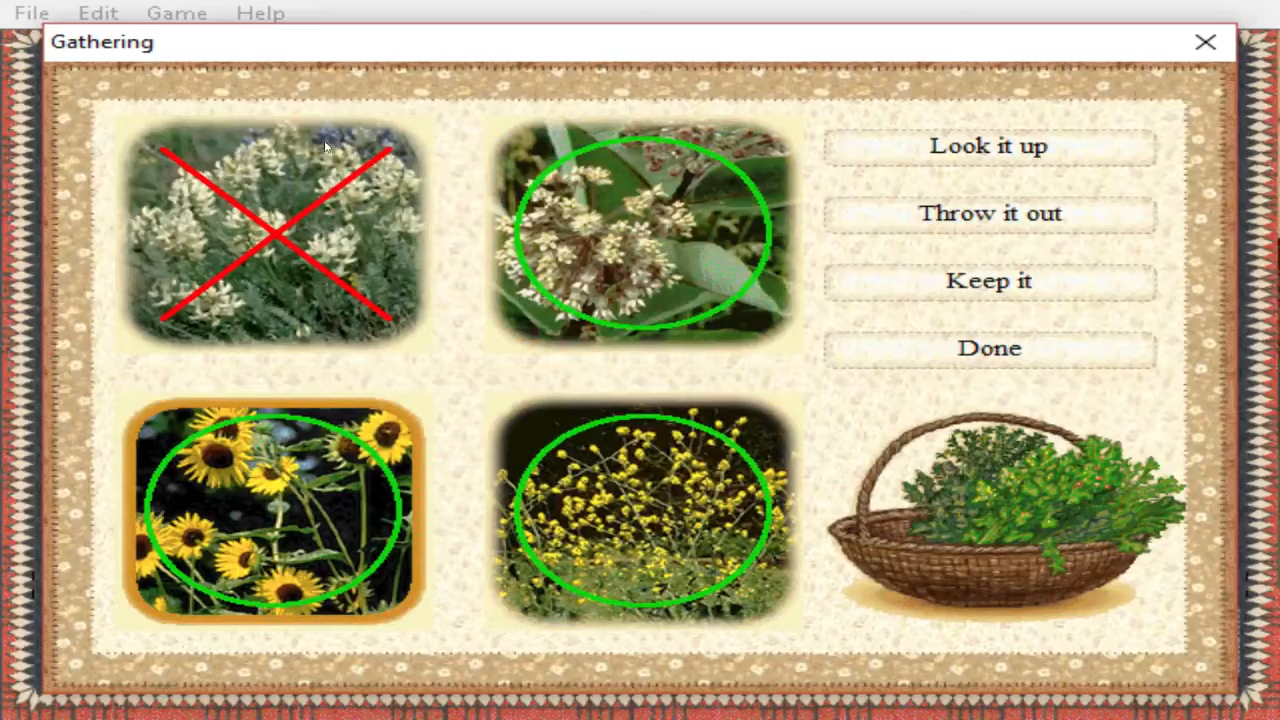 File Edit Game Help
Gathering
Look it up
Throw it out
Keep it
Done